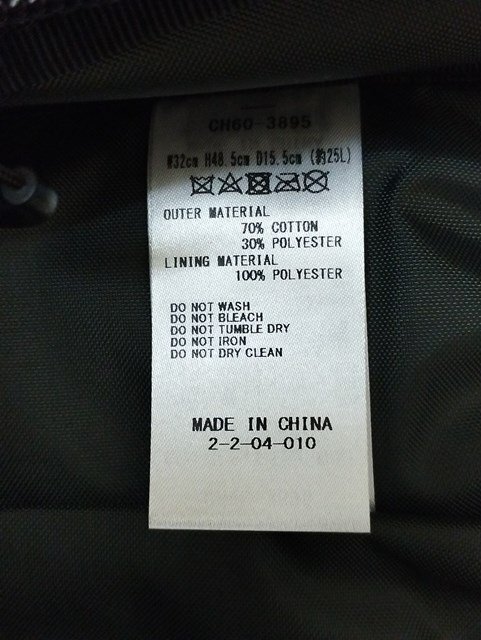 CH60-3895
W32cm H48.5cm D15.5cm (約25L)
OUTER MATERIAL
70% COTTON
30% POLYESTER
LINING MATERIAL
100% POLYESTER
DO NOT WASH
DO NOT BLEACH
DO NOT TUMBLE DRY
DO NOT IRON
DO NOT DRY CLEAN
MADE IN CHINA
2-2-04-010